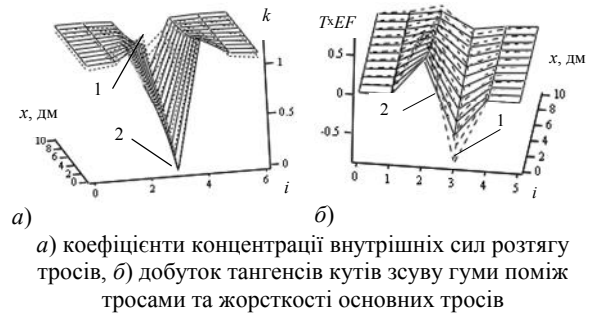 k
1
0.5
0
x, дм
10
8
6
4
2
0
0 2 4 6 i
1
2
а)
TˣEF
0.5
0
-0.5
x, дм
10
8
6
4
2
0
0 1 2 3 4 5 i
2
1
б)
а) коефіцієнти концентрації внутрішніх сил розтягу
тросів, б) добуток тангенсів кутів зсуву гуми поміж
тросами та жорсткості основних тросів